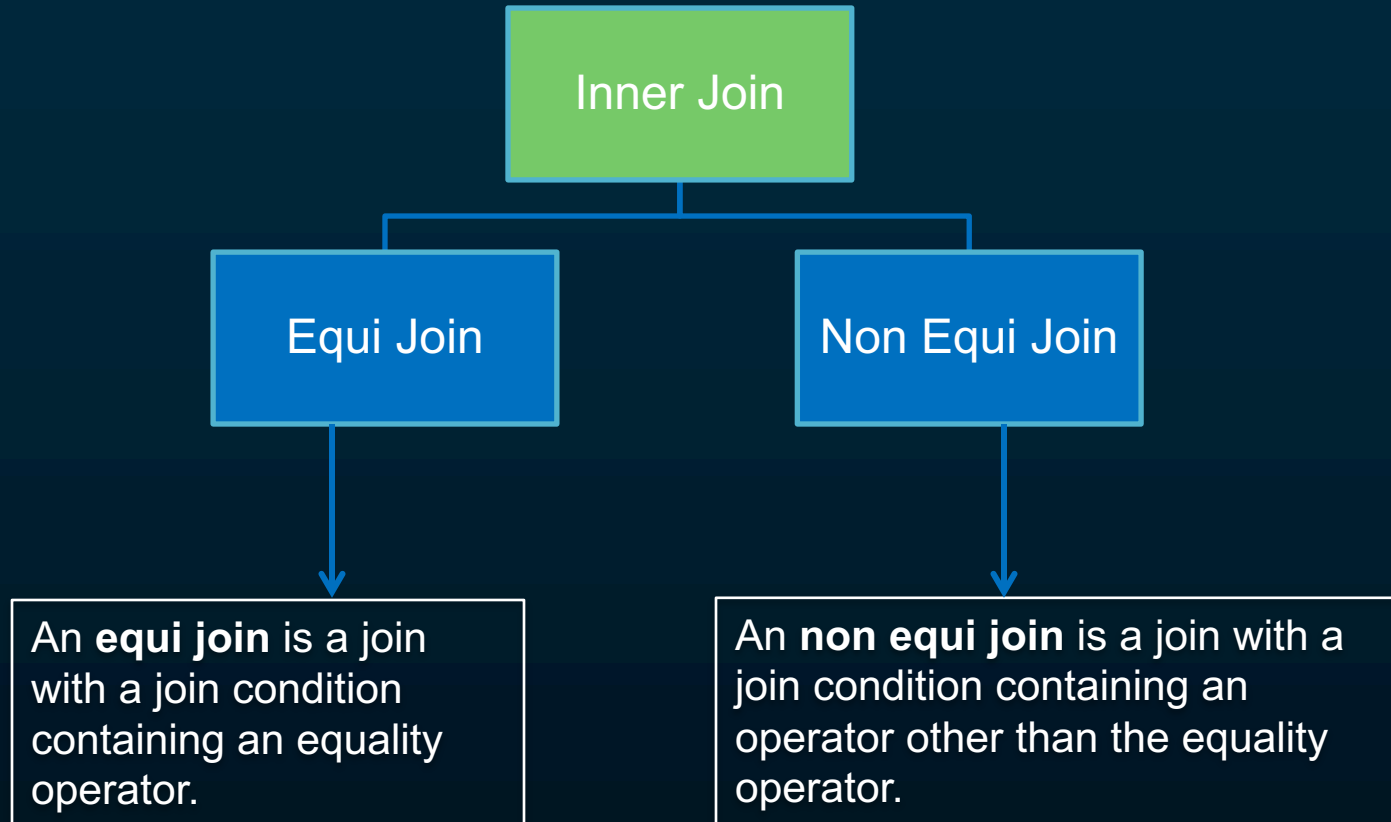 Inner Join
Equi Join
Non Equi Join
An equi join is a join
with a join condition
containing an equality
operator.
An non equi join is a join with a
join condition containing an
operator other than the equality
operator.